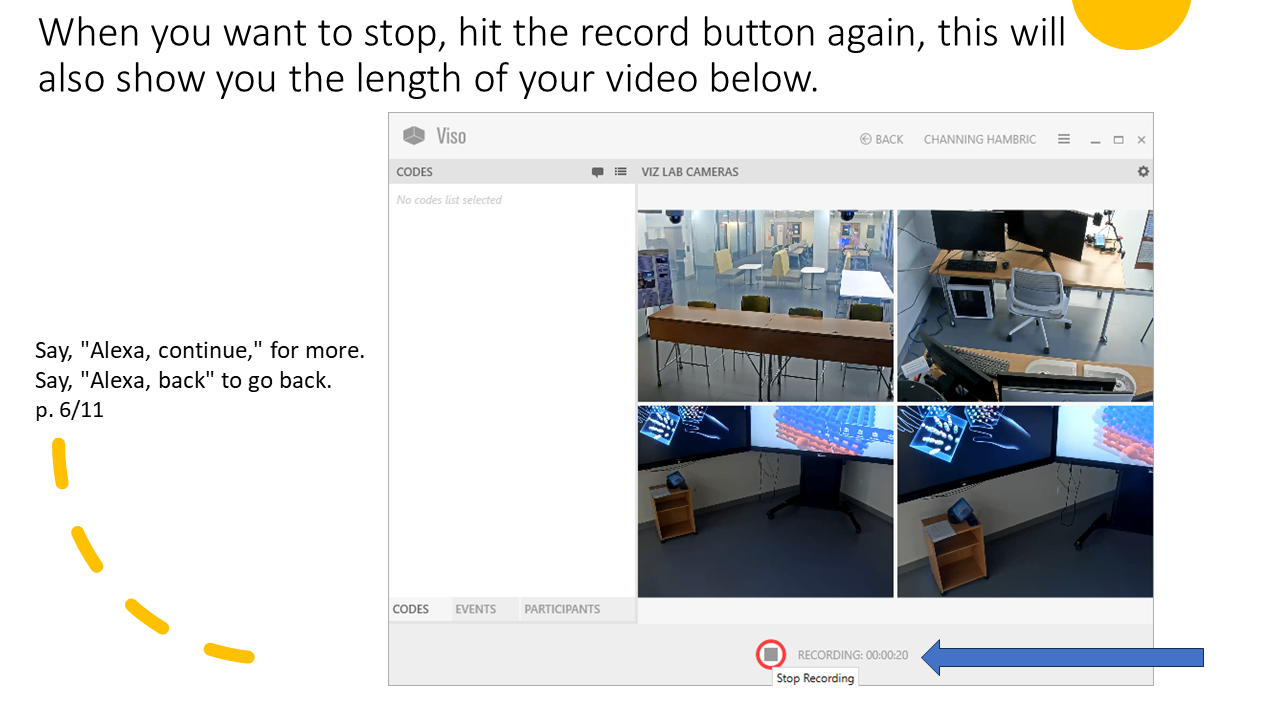 When you want to stop, hit the record button again, this will
also show you the length of your video below.
Viso
BACK
CHANNING HAMBRIC
CODES
VIZ LAB CAMERAS
No codes list selected
Say, "Alexa, continue," for more.
Say, "Alexa, back" to go back.
p. 6/11
CODES
EVENTS
PARTICIPANTS
RECORDING: 00:00:20
Stop Recording